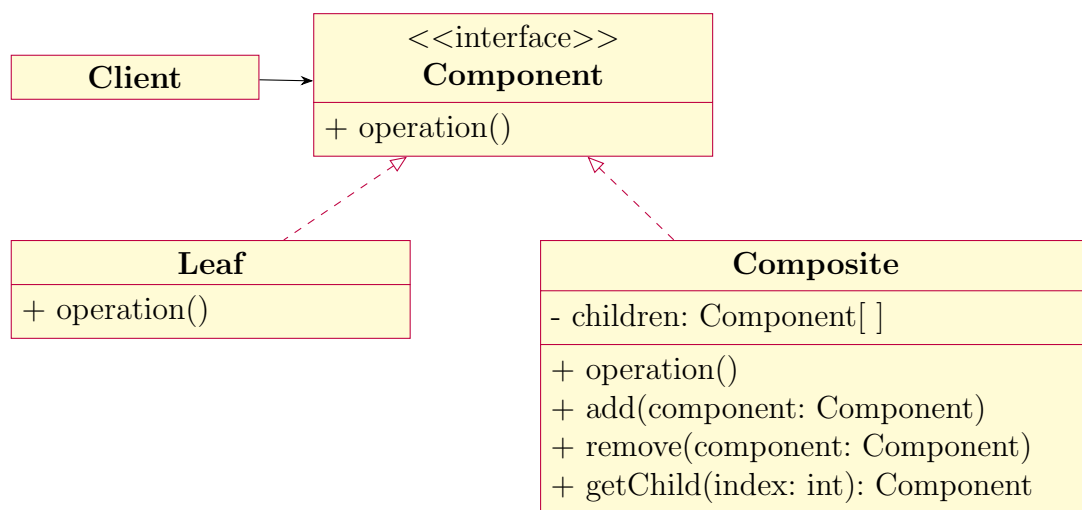 Client
<<interface>>
Component
+ operation()
Leaf
+ operation()
Composite
- children: Component[ ]
+ operation()
+ add(component: Component)
+ remove(component: Component)
+ getChild(index: int): Component